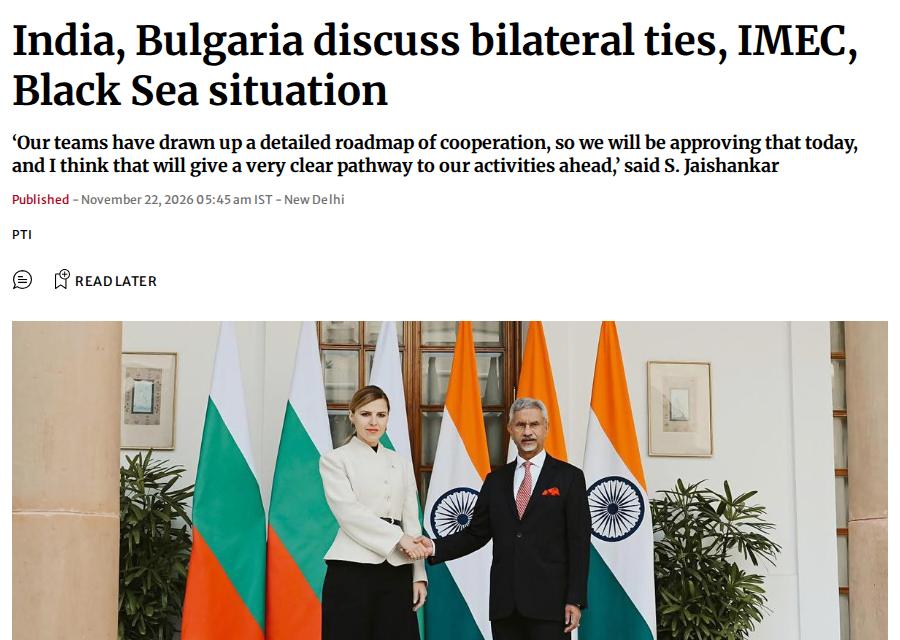 India, Bulgaria discuss bilateral ties, IMEC,
Black Sea situation
‘Our teams have drawn up a detailed roadmap of cooperation, so we will be approving that today,
and I think that will give a very clear pathway to our activities ahead,’ said S. Jaishankar
Published - November 22, 2026 05:45 am IST - New Delhi
PTI
READ LATER